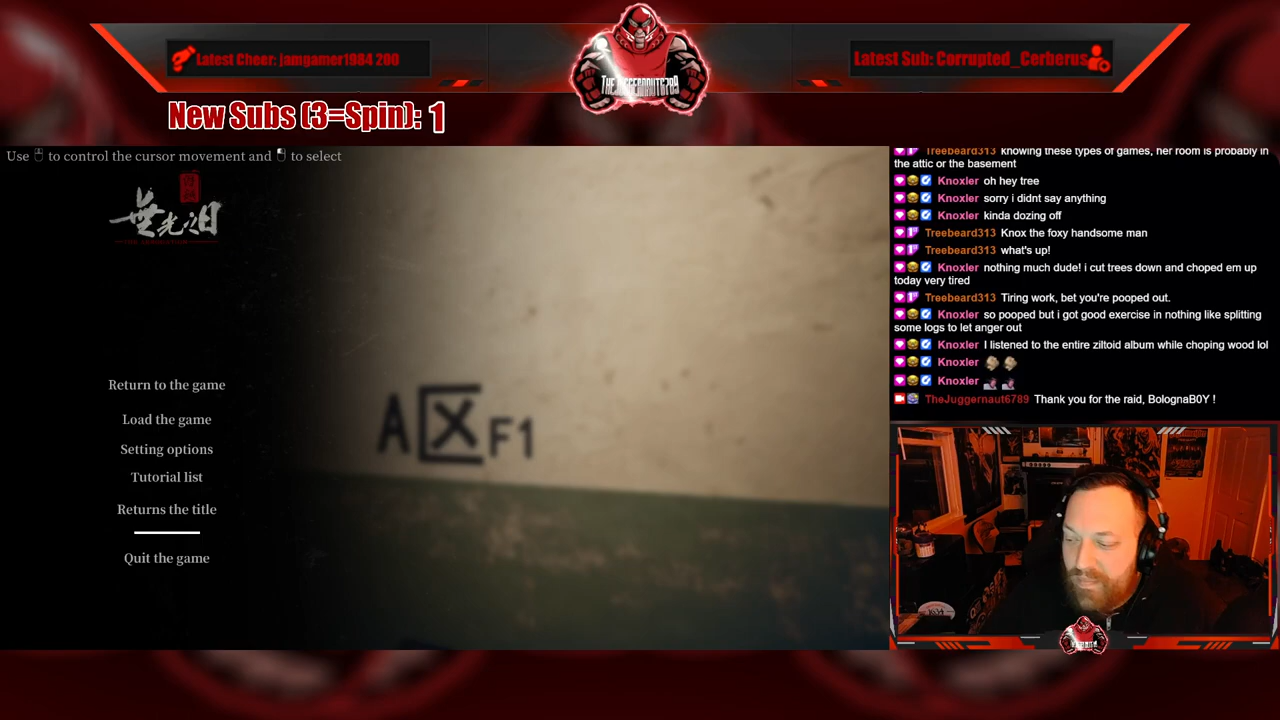 Latest Cheer: jamgamer1984 200
THEJUGGERNAUT6789
Latest Sub: Corrupted_Cerberus
New Subs (3=Spin): 1
Use to control the cursor movement and to select
無光之目
Return to the game
Load the game
Setting options
Tutorial list
Returns the title
Quit the game
A X F1
Treebeard313 knowing these types of games, her room is probably in
the attic or the basement
Knoxler oh hey tree
Knoxler sorry i didnt say anything
Knoxler kinda dozing off
Treebeard313 Knox the foxy handsome man
Treebeard313 what's up!
Knoxler nothing much dude! i cut trees down and choped em up
today very tired
Treebeard313 Tiring work, bet you're pooped out.
Knoxler so pooped but i got good exercise in nothing like splitting
some logs to let anger out
Knoxler I listened to the entire ziltoid album while choping wood lol
Knoxler
Knoxler
TheJuggernaut6789 Thank you for the raid, BolognaB0Y !